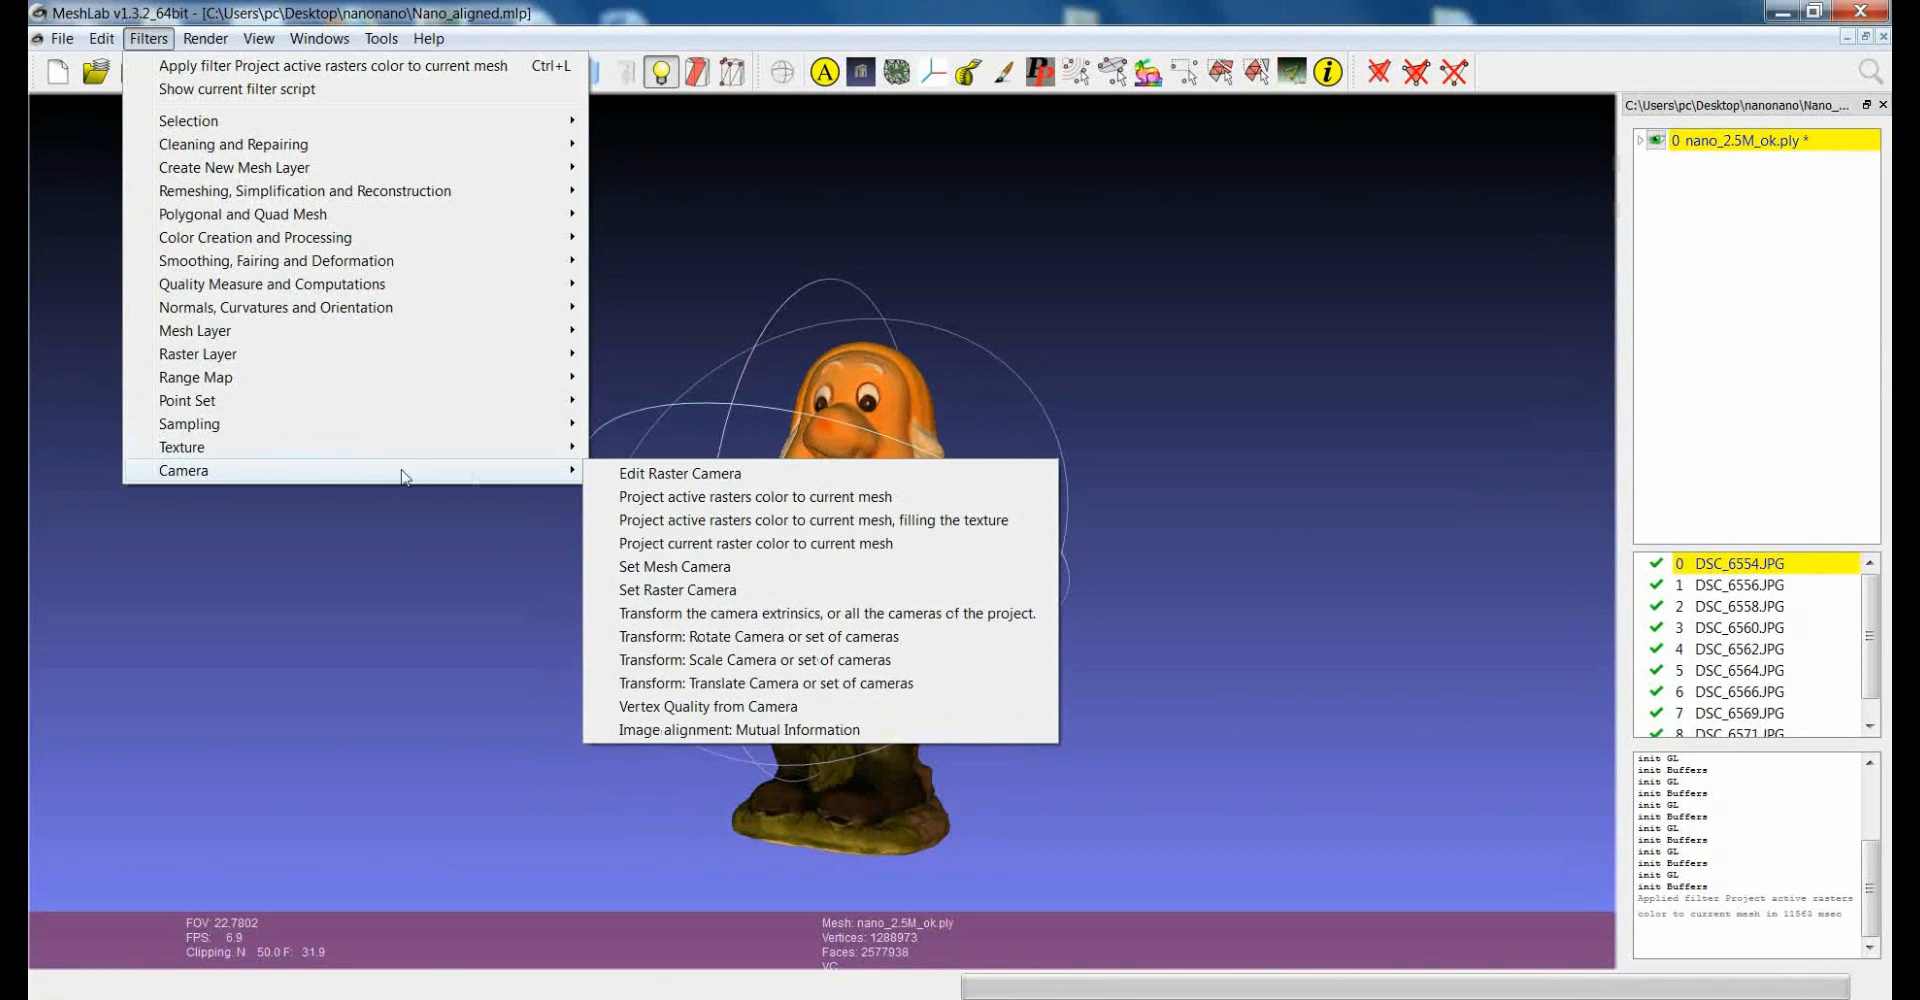 MeshLab v1.3.2_64bit - [C:\Users\pc\Desktop\nanonano\Nano_aligned.mlp]
File Edit Filters Render View Windows Tools Help
Apply filter Project active rasters color to current mesh Ctrl+L
Show current filter script
Selection
Cleaning and Repairing
Create New Mesh Layer
Remeshing, Simplification and Reconstruction
Polygonal and Quad Mesh
Color Creation and Processing
Smoothing, Fairing and Deformation
Quality Measure and Computations
Normals, Curvatures and Orientation
Mesh Layer
Raster Layer
Range Map
Point Set
Sampling
Texture
Camera
Edit Raster Camera
Project active rasters color to current mesh
Project active rasters color to current mesh, filling the texture
Project current raster color to current mesh
Set Mesh Camera
Set Raster Camera
Transform the camera extrinsics, or all the cameras of the project.
Transform: Rotate Camera or set of cameras
Transform: Scale Camera or set of cameras
Transform: Translate Camera or set of cameras
Vertex Quality from Camera
Image alignment: Mutual Information
C:\Users\pc\Desktop\nanonano\Nano_...
0 nano_2.5M_ok.ply *
0 DSC_6554.JPG
1 DSC_6556.JPG
2 DSC_6558.JPG
3 DSC_6560.JPG
4 DSC_6562.JPG
5 DSC_6564.JPG
6 DSC_6566.JPG
7 DSC_6569.JPG
8 DSC_6571.JPG
init GL
init Buffers
init GL
init Buffers
init GL
init Buffers
init GL
init Buffers
init GL
init Buffers
init GL
init Buffers
Applied filter Project active rasters
color to current mesh in 11563 msec
FOV: 22.7802
FPS: 6.9
Clipping: N 50.0 F: 31.9
Mesh: nano_2.5M_ok.ply
Vertices: 1288973
Faces: 2577938
VC